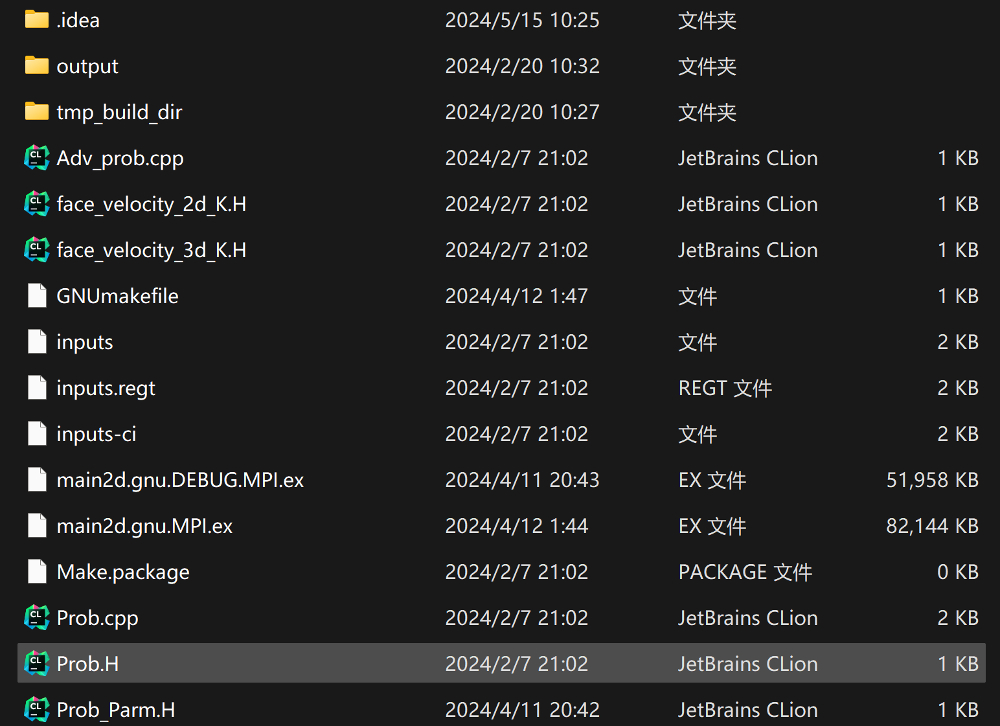 .idea 2024/5/15 10:25 文件夹
output 2024/2/20 10:32 文件夹
tmp_build_dir 2024/2/20 10:27 文件夹
Adv_prob.cpp 2024/2/7 21:02 JetBrains CLion 1 KB
face_velocity_2d_K.H 2024/2/7 21:02 JetBrains CLion 1 KB
face_velocity_3d_K.H 2024/2/7 21:02 JetBrains CLion 1 KB
GNUmakefile 2024/4/12 1:47 文件 1 KB
inputs 2024/2/7 21:02 文件 2 KB
inputs.regt 2024/2/7 21:02 REGT 文件 2 KB
inputs-ci 2024/2/7 21:02 文件 2 KB
main2d.gnu.DEBUG.MPI.ex 2024/4/11 20:43 EX 文件 51,958 KB
main2d.gnu.MPI.ex 2024/4/12 1:44 EX 文件 82,144 KB
Make.package 2024/2/7 21:02 PACKAGE 文件 0 KB
Prob.cpp 2024/2/7 21:02 JetBrains CLion 2 KB
Prob.H 2024/2/7 21:02 JetBrains CLion 1 KB
Prob_Parm.H 2024/4/11 20:42 JetBrains CLion 1 KB